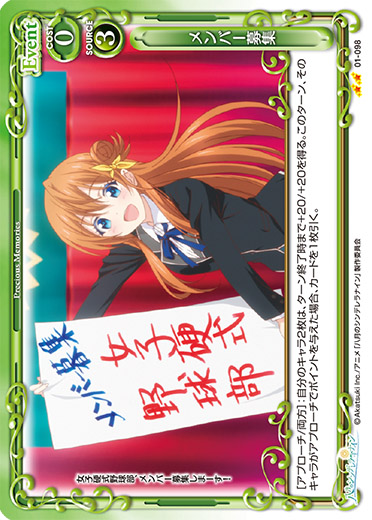 Event
COST
0
SOURCE
3
メンバー募集
Precious Memories
メンバー募集
女子硬式
野球部
女子硬式野球部、メンバー募集しまーす!
[アプローチ/両方]:自分のキャラ2枚は、ターン終了時まで+20/+20を得る。このターン、その
キャラがアプローチでポイントを与えた場合、カードを1枚引く。
©Akatsuki Inc./アニメ「八月のシンデレラナイン」製作委員会
01-098